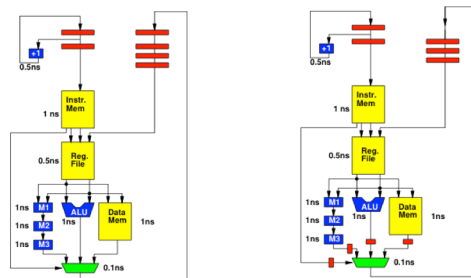 +1
0.5ns
Instr.
Mem
1 ns
0.5ns
Reg.
File
1ns M1
ALU
1ns M2
1ns
Data
Mem
1ns
1ns M3
0.1ns
+1
0.5ns
Instr.
Mem
1 ns
0.5ns
Reg.
File
1ns M1
ALU
1ns M2
1ns
Data
Mem
1ns
1ns M3
0.1ns